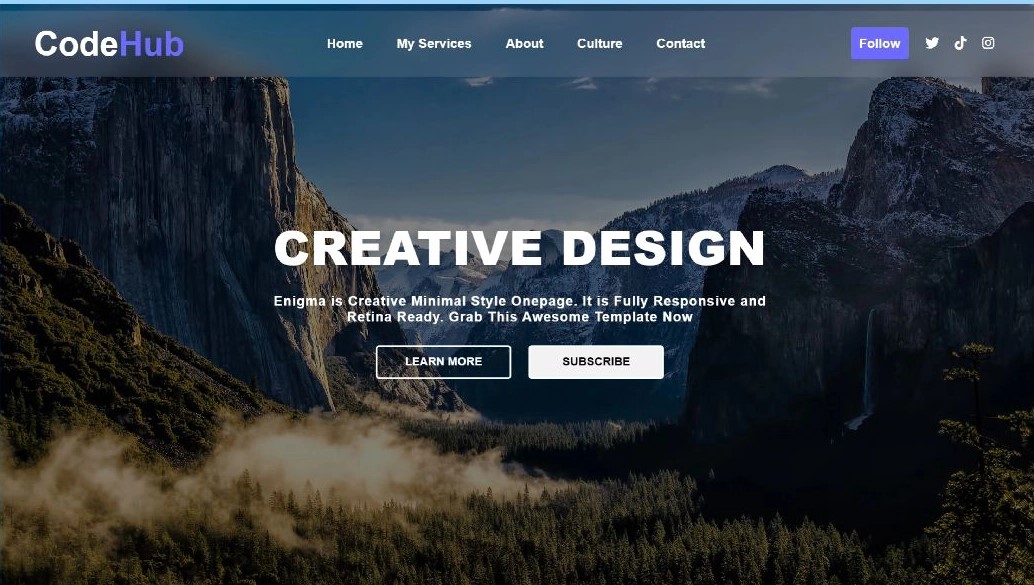 CodeHub
Home
My Services
About
Culture
Contact
Follow
CREATIVE DESIGN
Enigma is Creative Minimal Style Onepage. It is Fully Responsive and
Retina Ready. Grab This Awesome Template Now
LEARN MORE
SUBSCRIBE